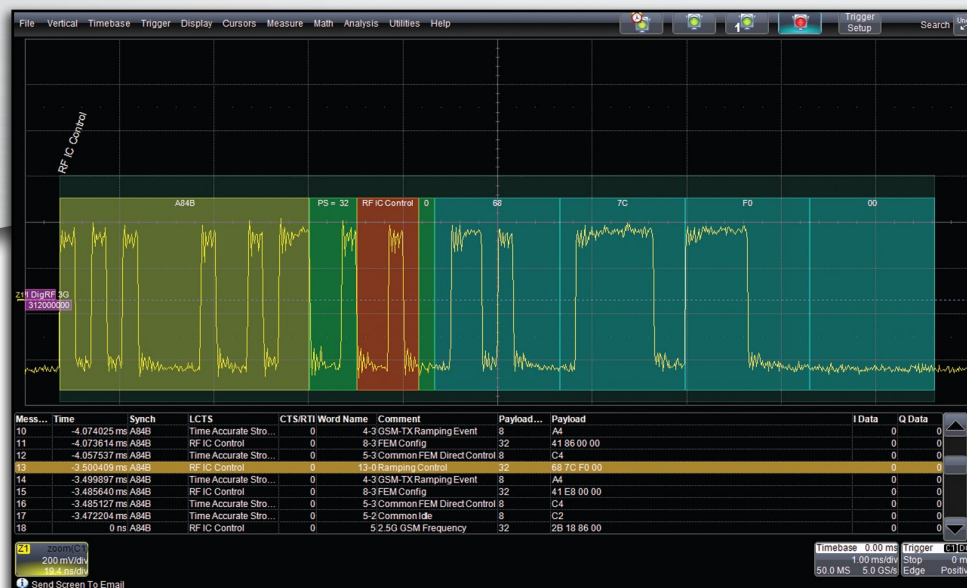 File Vertical Timebase Trigger Display Cursors Measure Math Analysis Utilities Help
Trigger Setup
Search
RF IC Control
A84B PS = 32 RF IC Control 0 68 7C F0 00
Z1 DigRF 3G
312000000
Mess... Time Synch LCTS CTS/RTI Word Name Comment Payload... Payload I Data Q Data
10 -4.074025 ms A84B Time Accurate Stro... 0 4-3 GSM-TX Ramping Event 8 A4 0 0
11 -4.073614 ms A84B RF IC Control 0 8-3 FEM Config 32 41 86 00 00 0 0
12 -4.057537 ms A84B Time Accurate Stro... 0 5-3 Common FEM Direct Control 8 C4 0 0
13 -3.500409 ms A84B RF IC Control 0 13-0 Ramping Control 32 68 7C F0 00 0 0
14 -3.499897 ms A84B Time Accurate Stro... 0 4-3 GSM-TX Ramping Event 8 A4 0 0
15 -3.485640 ms A84B RF IC Control 0 8-3 FEM Config 32 41 E8 00 00 0 0
16 -3.485127 ms A84B Time Accurate Stro... 0 5-3 Common FEM Direct Control 8 C4 0 0
17 -3.472204 ms A84B Time Accurate Stro... 0 5-2 Common Idle 8 C2 0 0
18 0 ns A84B RF IC Control 0 5 2.5G GSM Frequency 32 2B 18 86 00 0 0
Z1 zoom(C1)
200 mV/div
19.4 ns/div
Timebase 0.00 ms
1.00 ms/div
50.0 MS 5.0 GS/s
Trigger C1
Stop 0 m
Edge Positiv
Send Screen To Email